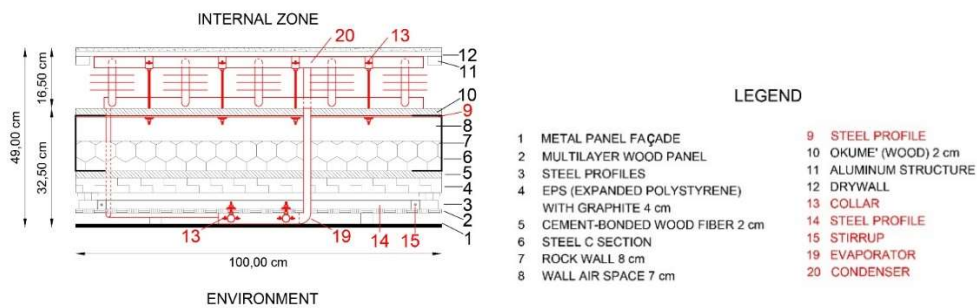 INTERNAL ZONE
20
13
12
11
10
9
8
7
6
5
4
3
2
1
49,00 cm
16,50 cm
32,50 cm
13
19
14
15
100,00 cm
ENVIRONMENT
LEGEND
1 METAL PANEL FAÇADE
2 MULTILAYER WOOD PANEL
3 STEEL PROFILES
4 EPS (EXPANDED POLYSTYRENE)
WITH GRAPHITE 4 cm
5 CEMENT-BONDED WOOD FIBER 2 cm
6 STEEL C SECTION
7 ROCK WALL 8 cm
8 WALL AIR SPACE 7 cm
9 STEEL PROFILE
10 OKUME' (WOOD) 2 cm
11 ALUMINUM STRUCTURE
12 DRYWALL
13 COLLAR
14 STEEL PROFILE
15 STIRRUP
19 EVAPORATOR
20 CONDENSER